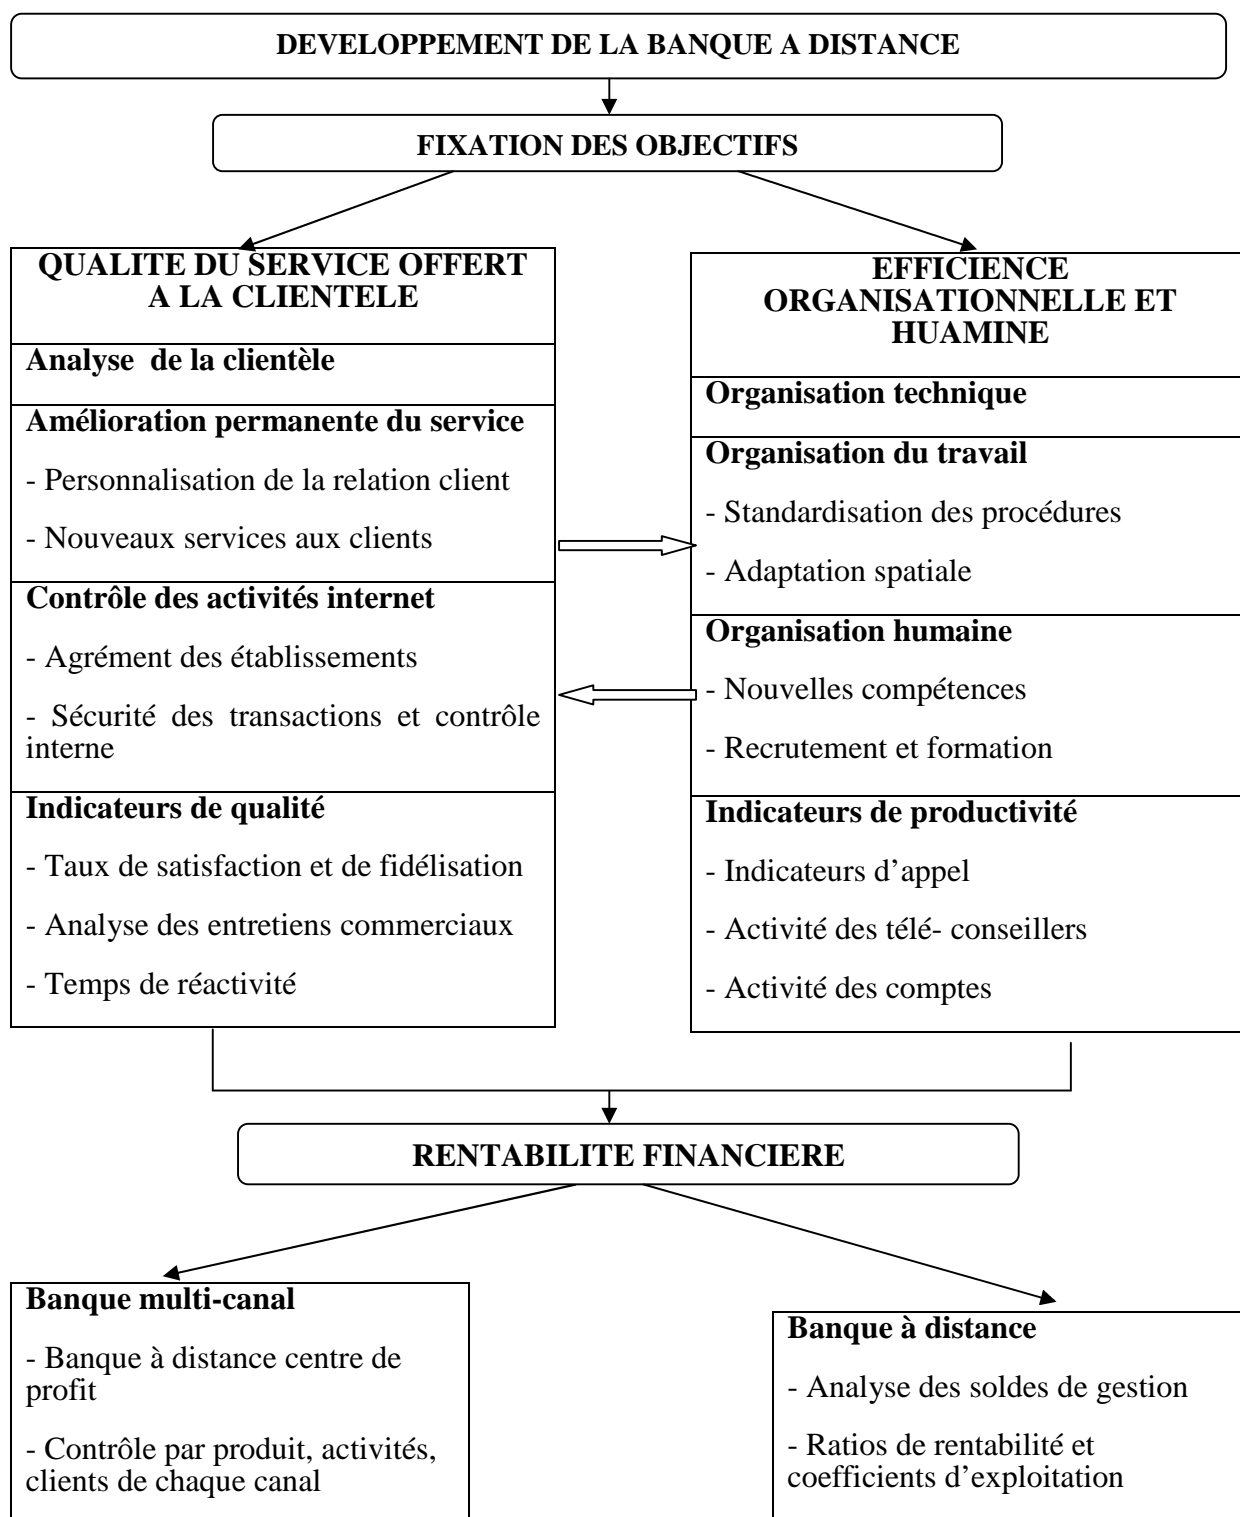 DEVELOPPEMENT DE LA BANQUE A DISTANCE
FIXATION DES OBJECTIFS
QUALITE DU SERVICE OFFERT
A LA CLIENTELE
Analyse de la clientèle
Amélioration permanente du service
- Personnalisation de la relation client
- Nouveaux services aux clients
Contrôle des activités internet
- Agrément des établissements
- Sécurité des transactions et contrôle
interne
Indicateurs de qualité
- Taux de satisfaction et de fidélisation
- Analyse des entretiens commerciaux
- Temps de réactivité
EFFICIENCE
ORGANISATIONNELLE ET
HUAMINE
Organisation technique
Organisation du travail
- Standardisation des procédures
- Adaptation spatiale
Organisation humaine
- Nouvelles compétences
- Recrutement et formation
Indicateurs de productivité
- Indicateurs d’appel
- Activité des télé- conseillers
- Activité des comptes
RENTABILITE FINANCIERE
Banque multi-canal
- Banque à distance centre de
profit
- Contrôle par produit, activités,
clients de chaque canal
Banque à distance
- Analyse des soldes de gestion
- Ratios de rentabilité et
coefficients d’exploitation